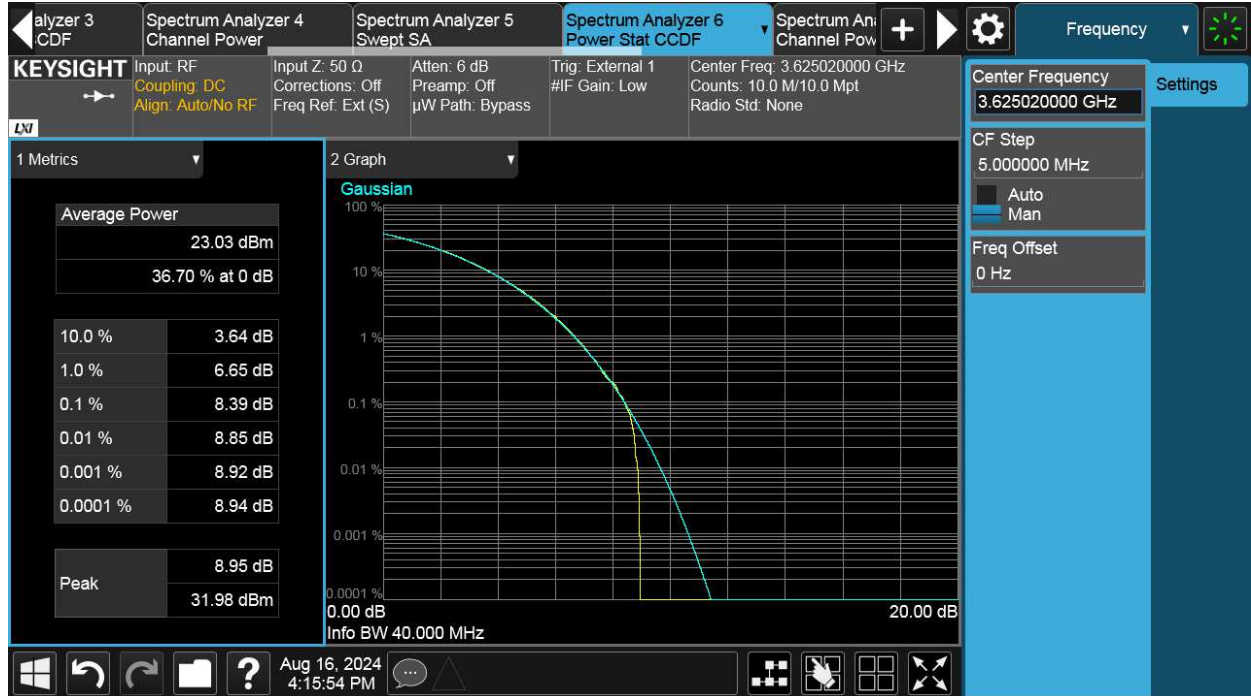 alyzer 3
CCDF
Spectrum Analyzer 4
Channel Power
Spectrum Analyzer 5
Swept SA
Spectrum Analyzer 6
Power Stat CCDF
Spectrum An
Channel Pow
Frequency
KEYSIGHT
LXI
Input: RF
Coupling: DC
Align: Auto/No RF
Input Z: 50 Ω
Corrections: Off
Freq Ref: Ext (S)
Atten: 6 dB
Preamp: Off
µW Path: Bypass
Trig: External 1
#IF Gain: Low
Center Freq: 3.625020000 GHz
Counts: 10.0 M/10.0 Mpt
Radio Std: None
Center Frequency
3.625020000 GHz
Settings
CF Step
5.000000 MHz
Auto
Man
Freq Offset
0 Hz
1 Metrics
Average Power
23.03 dBm
36.70 % at 0 dB
10.0 % 3.64 dB
1.0 % 6.65 dB
0.1 % 8.39 dB
0.01 % 8.85 dB
0.001 % 8.92 dB
0.0001 % 8.94 dB
Peak
8.95 dB
31.98 dBm
2 Graph
Gaussian
100 %
10 %
1 %
0.1 %
0.01 %
0.001 %
0.0001 %
0.00 dB 20.00 dB
Info BW 40.000 MHz
?
Aug 16, 2024
4:15:54 PM